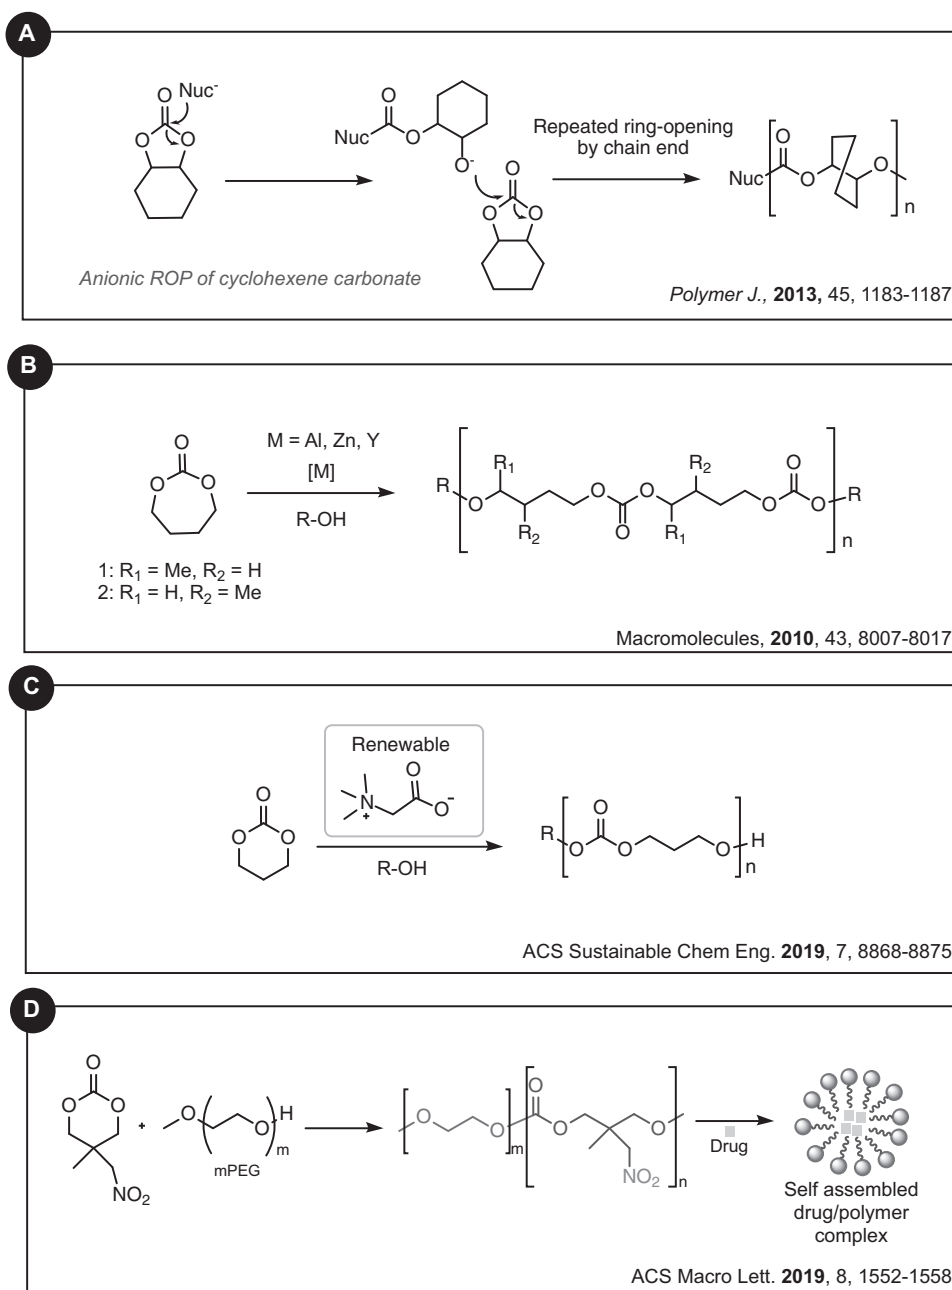 A
O
Nuc-
O
O
O
Nuc
O
O-
O
O
O
Repeated ring-opening
by chain end
O
Nuc
O
O
n
Anionic ROP of cyclohexene carbonate
Polymer J., 2013, 45, 1183-1187
B
O
O
O
M = Al, Zn, Y
[M]
R-OH
1: R1 = Me, R2 = H
2: R1 = H, R2 = Me
R
O
R1
R2
O
O
O
R2
R1
O
O
O
R
n
Macromolecules, 2010, 43, 8007-8017
C
O
O
O
Renewable
N
+
O
O-
R-OH
R
O
O
O
O
H
n
ACS Sustainable Chem Eng. 2019, 7, 8868-8875
D
O
O
O
NO2
+
O
O
H
m
mPEG
O
O
m
O
O
O
NO2
n
Drug
Self assembled
drug/polymer
complex
ACS Macro Lett. 2019, 8, 1552-1558